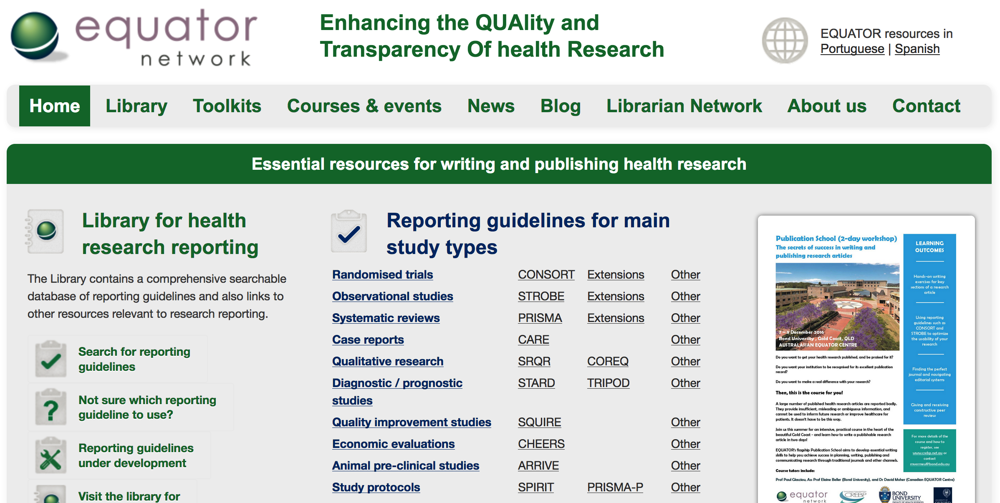 equator
network
Enhancing the QUAlity and
Transparency Of health Research
EQUATOR resources in
Portuguese | Spanish
Home Library Toolkits Courses & events News Blog Librarian Network About us Contact
Essential resources for writing and publishing health research
Library for health
research reporting
The Library contains a comprehensive searchable
database of reporting guidelines and also links to
other resources relevant to research reporting.
Search for reporting
guidelines
Not sure which reporting
guideline to use?
Reporting guidelines
under development
Visit the library for
Reporting guidelines for main
study types
Randomised trials CONSORT Extensions Other
Observational studies STROBE Extensions Other
Systematic reviews PRISMA Extensions Other
Case reports CARE Other
Qualitative research SRQR COREQ Other
Diagnostic / prognostic STARD TRIPOD Other
studies
Quality improvement studies SQUIRE Other
Economic evaluations CHEERS Other
Animal pre-clinical studies ARRIVE Other
Study protocols SPIRIT PRISMA-P Other
Publication School (2-day workshop)
The secrets of success in writing and
publishing research articles
7 – 8 December 2016
Bond University , Gold Coast, QLD
AUSTRALASIAN EQUATOR CENTRE
Do you want to get your health research published, and be praised for it?
Do you want your institution to be recognised for its excellent publication
record?
Do you want to make a real difference with your research?
Then, this is the course for you!
A large number of published health research articles are reported badly.
They provide insufficient, misleading or ambiguous information, and
cannot be used to inform future research or improve healthcare for
patients. It doesn't have to be this way.
Join us this summer for an intensive, practical course in the heart of the
beautiful Gold Coast - and learn how to write a publishable research
article in two days!
EQUATOR's flagship Publication School aims to develop essential writing
skills to help you achieve success in planning, writing, publishing and
communicating research through traditional journals and other channels.
Course tutors include:
Prof Paul Glasziou, Ass Prof Elaine Beller (Bond University), and Dr David Moher (Canadian EQUATOR Centre)
LEARNING
OUTCOMES
Hands-on writing
exercises for key
sections of a research
article
Using reporting
guidelines such as
CONSORT and
STROBE to optimize
the usability of your
research
Finding the perfect
journal and navigating
editorial systems
Giving and receiving
constructive peer
review
For more details of the
course and how to
register, see
www.crebp.net.au or
contact
mvermeul@bond.edu.au
equator
network
CREBP
BOND
UNIVERSITY
FACULTY OF HEALTH SCIENCES
UNIVERSITY OF
OXFORD